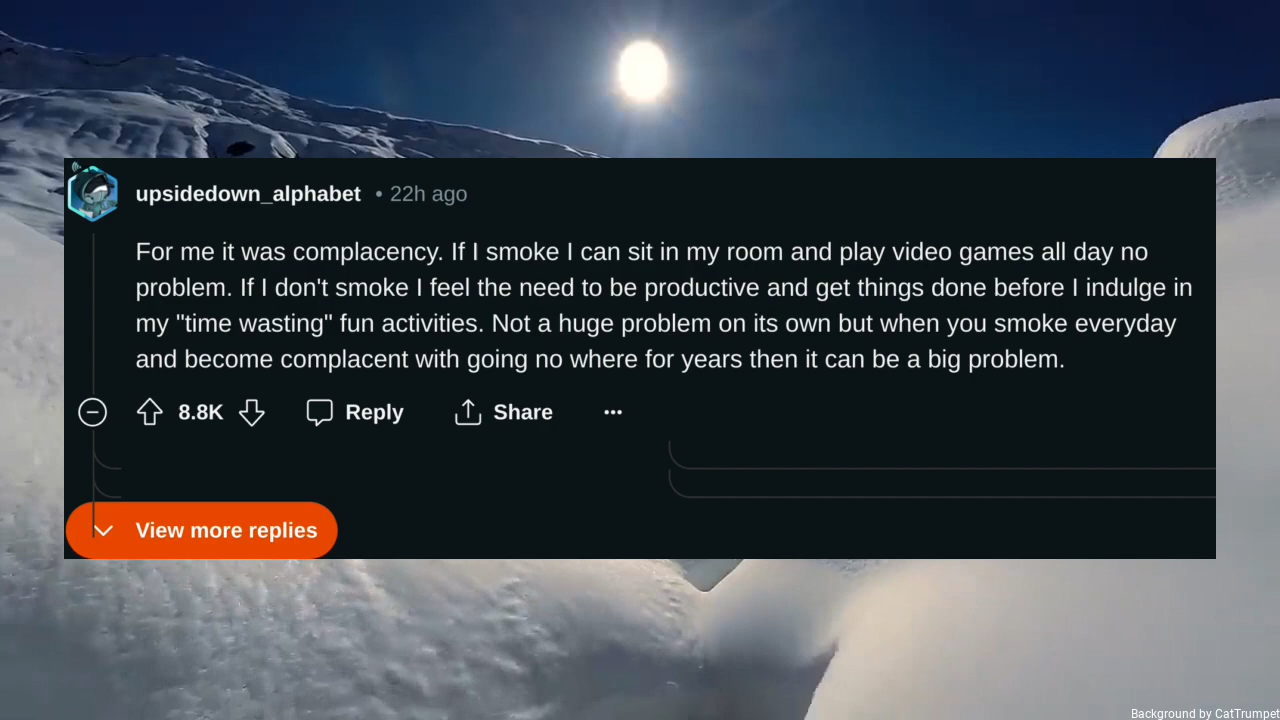 upsidedown_alphabet • 22h ago
For me it was complacency. If I smoke I can sit in my room and play video games all day no
problem. If I don't smoke I feel the need to be productive and get things done before I indulge in
my "time wasting" fun activities. Not a huge problem on its own but when you smoke everyday
and become complacent with going no where for years then it can be a big problem.
8.8K Reply Share ···
View more replies
Background by CatTrumpet